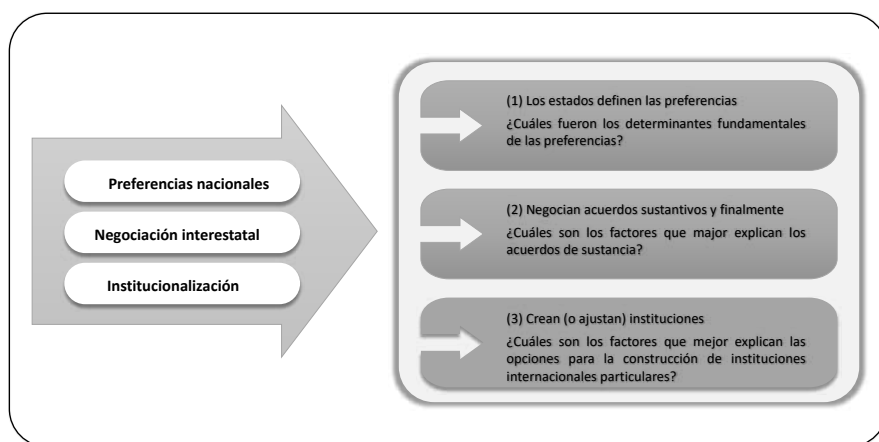 Preferencias nacionales
Negociación interestatal
Institucionalización
(1) Los estados definen las preferencias
¿Cuáles fueron los determinantes fundamentales
de las preferencias?
(2) Negocian acuerdos sustantivos y finalmente
¿Cuáles son los factores que major explican los
acuerdos de sustancia?
(3) Crean (o ajustan) instituciones
¿Cuáles son los factores que mejor explican las
opciones para la construcción de instituciones
internacionales particulares?